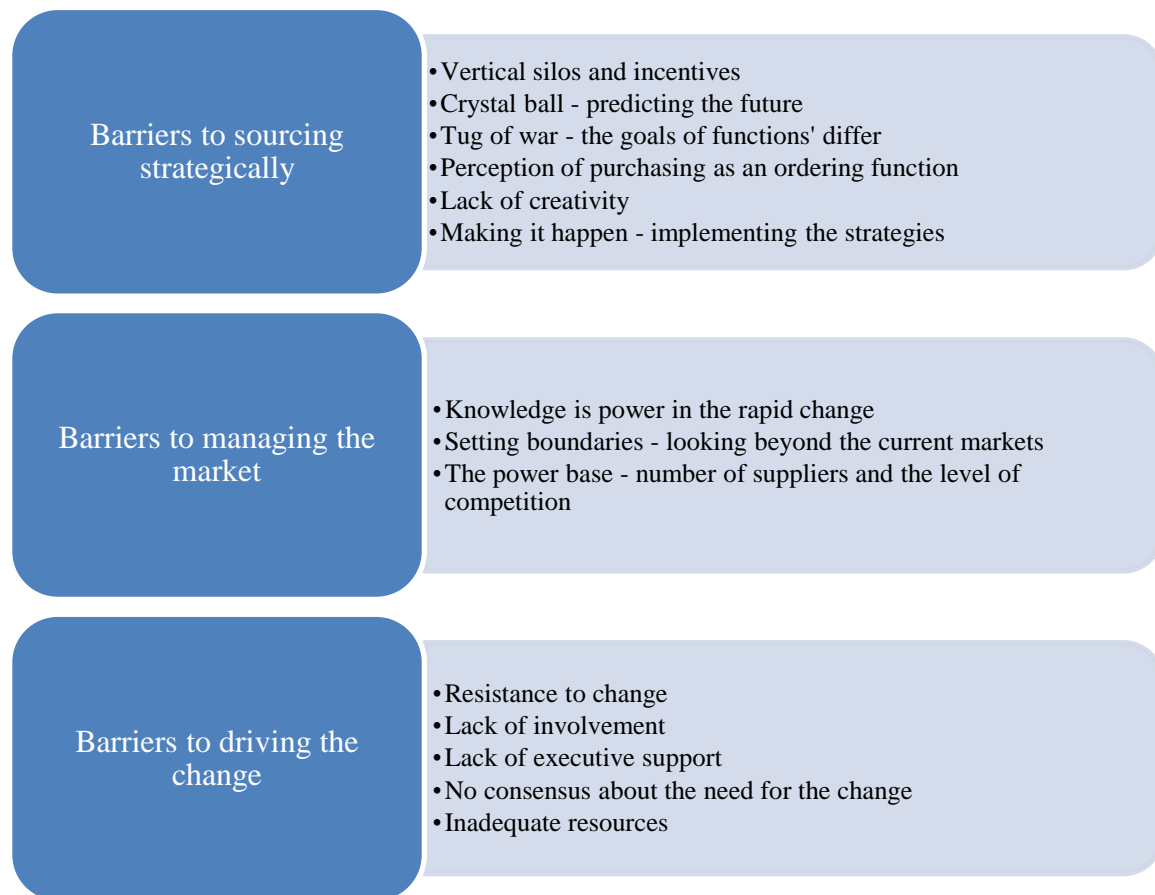 Barriers to sourcing
strategically
•Vertical silos and incentives
•Crystal ball - predicting the future
•Tug of war - the goals of functions' differ
•Perception of purchasing as an ordering function
•Lack of creativity
•Making it happen - implementing the strategies
Barriers to managing the
market
•Knowledge is power in the rapid change
•Setting boundaries - looking beyond the current markets
•The power base - number of suppliers and the level of
competition
Barriers to driving the
change
•Resistance to change
•Lack of involvement
•Lack of executive support
•No consensus about the need for the change
•Inadequate resources